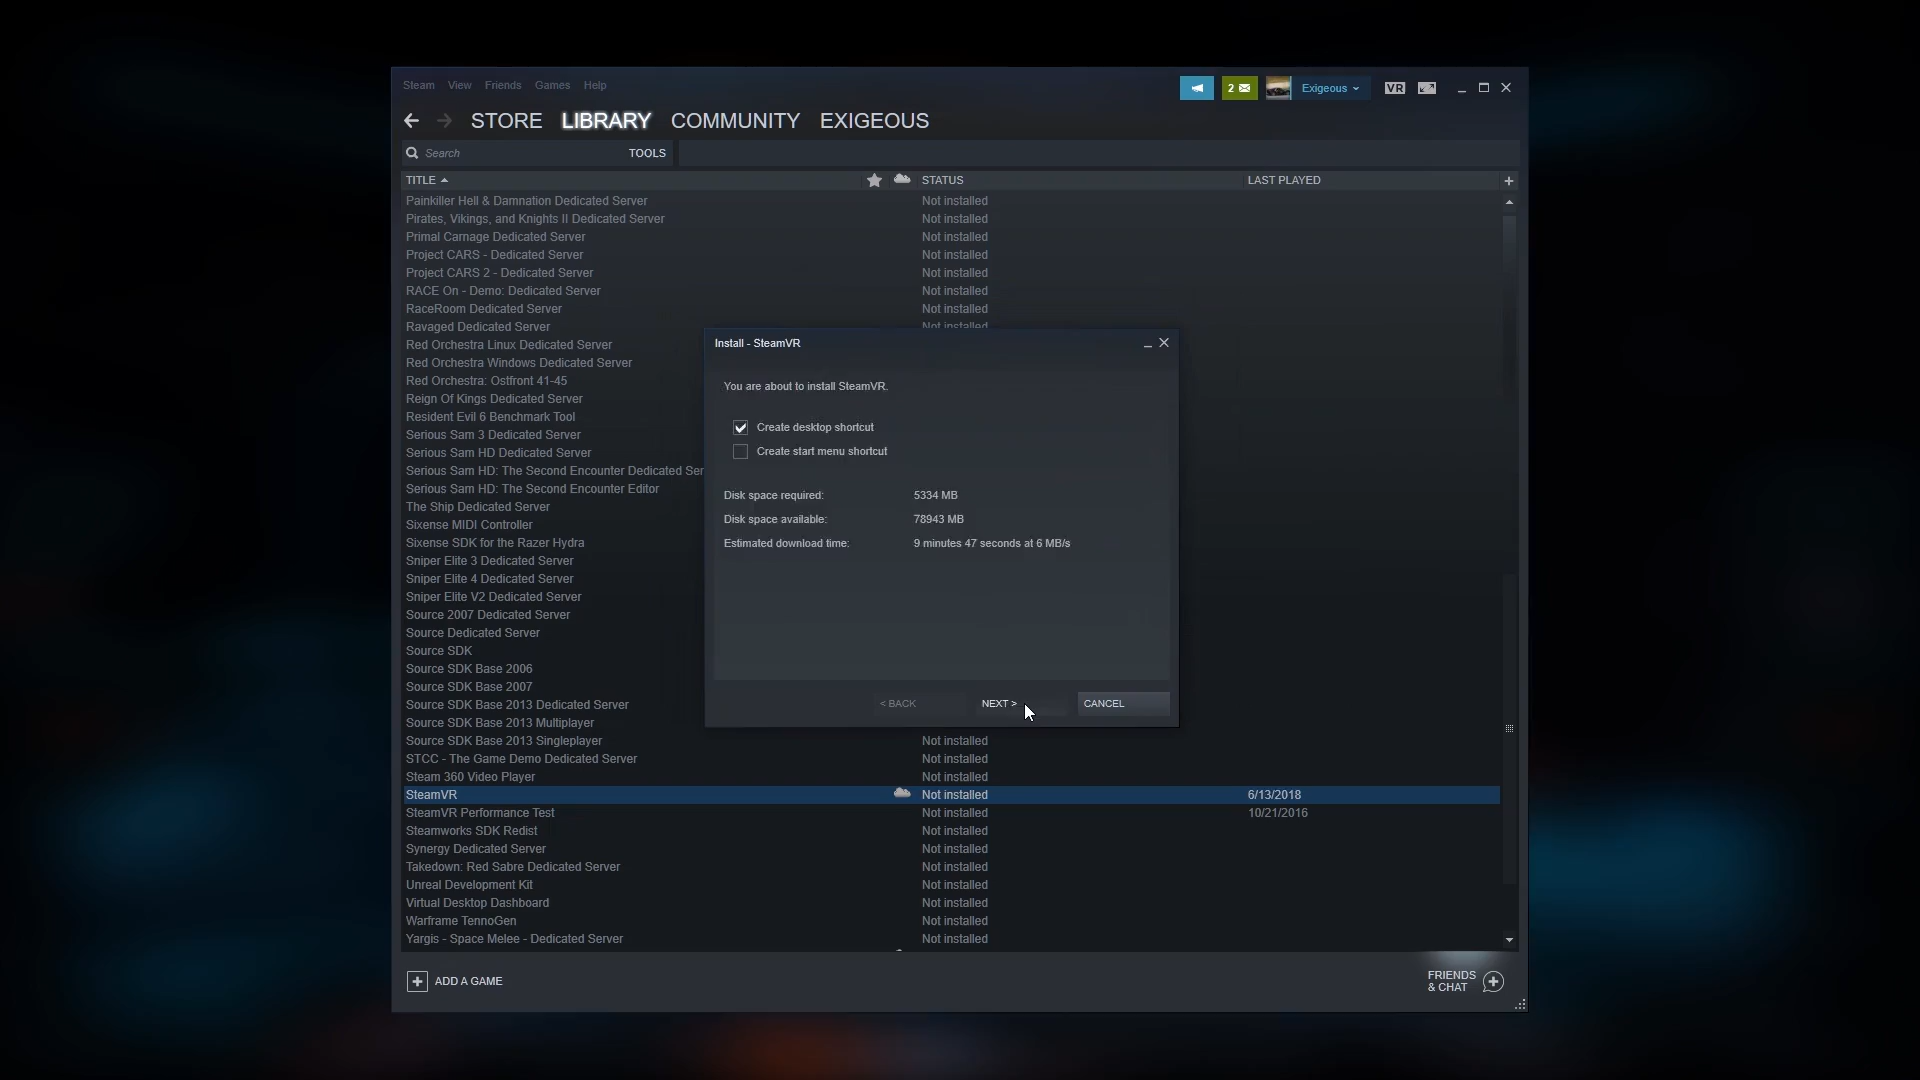 Steam View Friends Games Help
2
Exigeous
VR
STORE LIBRARY COMMUNITY EXIGEOUS
Search TOOLS
TITLE STATUS LAST PLAYED
Painkiller Hell & Damnation Dedicated Server Not installed
Pirates, Vikings, and Knights II Dedicated Server Not installed
Primal Carnage Dedicated Server Not installed
Project CARS - Dedicated Server Not installed
Project CARS 2 - Dedicated Server Not installed
RACE On - Demo: Dedicated Server Not installed
RaceRoom Dedicated Server Not installed
Ravaged Dedicated Server Not installed
Red Orchestra Linux Dedicated Server
Red Orchestra Windows Dedicated Server
Red Orchestra: Ostfront 41-45
Reign Of Kings Dedicated Server
Resident Evil 6 Benchmark Tool
Serious Sam 3 Dedicated Server
Serious Sam HD Dedicated Server
Serious Sam HD: The Second Encounter Dedicated Ser
Serious Sam HD: The Second Encounter Editor
The Ship Dedicated Server
Sixense MIDI Controller
Sixense SDK for the Razer Hydra
Sniper Elite 3 Dedicated Server
Sniper Elite 4 Dedicated Server
Sniper Elite V2 Dedicated Server
Source 2007 Dedicated Server
Source Dedicated Server
Source SDK
Source SDK Base 2006
Source SDK Base 2007
Source SDK Base 2013 Dedicated Server
Source SDK Base 2013 Multiplayer
Source SDK Base 2013 Singleplayer Not installed
STCC - The Game Demo Dedicated Server Not installed
Steam 360 Video Player Not installed
SteamVR Not installed 6/13/2018
SteamVR Performance Test Not installed 10/21/2016
Steamworks SDK Redist Not installed
Synergy Dedicated Server Not installed
Takedown: Red Sabre Dedicated Server Not installed
Unreal Development Kit Not installed
Virtual Desktop Dashboard Not installed
Warframe TennoGen Not installed
Yargis - Space Melee - Dedicated Server Not installed
Install - SteamVR
You are about to install SteamVR.
Create desktop shortcut
Create start menu shortcut
Disk space required: 5334 MB
Disk space available: 78943 MB
Estimated download time: 9 minutes 47 seconds at 6 MB/s
< BACK NEXT > CANCEL
ADD A GAME
FRIENDS
& CHAT